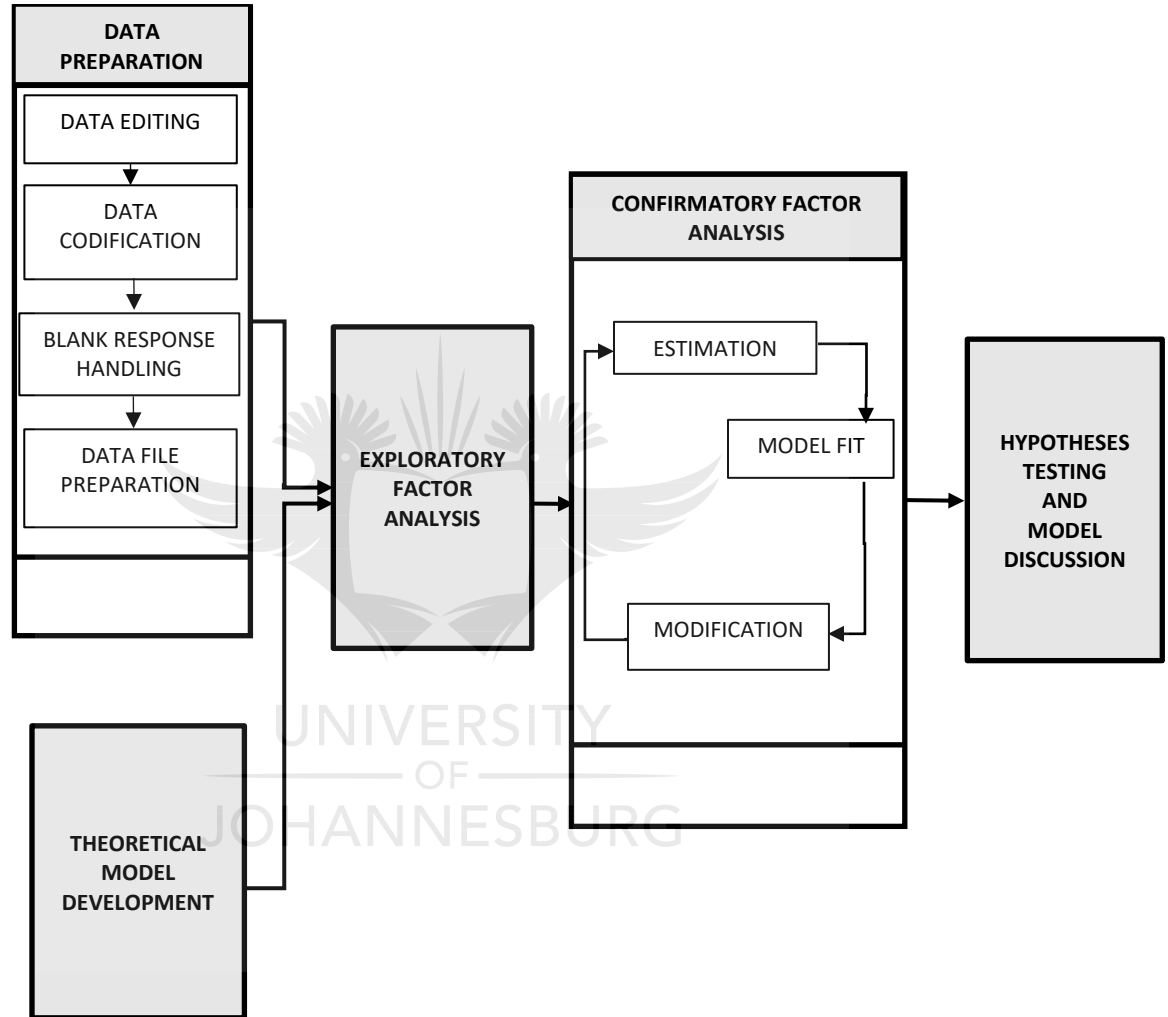 DATA
PREPARATION
DATA EDITING
DATA
CODIFICATION
BLANK RESPONSE
HANDLING
DATA FILE
PREPARATION
THEORETICAL
MODEL
DEVELOPMENT
EXPLORATORY
FACTOR
ANALYSIS
CONFIRMATORY FACTOR
ANALYSIS
ESTIMATION
MODEL FIT
MODIFICATION
HYPOTHESES
TESTING
AND
MODEL
DISCUSSION
UNIVERSITY
OF
JOHANNESBURG